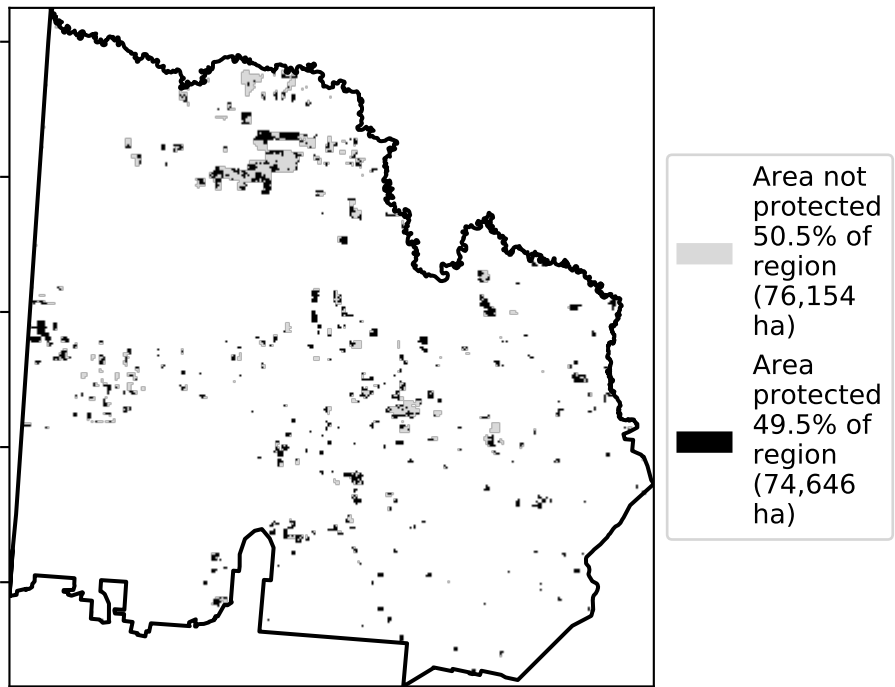 Area not
protected
50.5% of
region
(76,154
ha)
Area
protected
49.5% of
region
(74,646
ha)